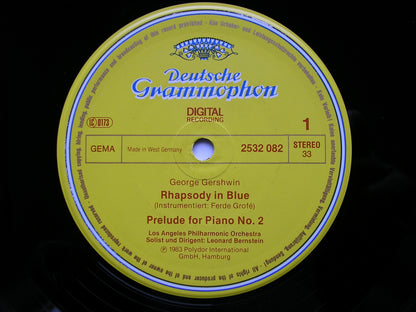 Deutsche
Grammophon
DIGITAL
RECORDING
LC 0173
1
GEMA
Made in West Germany
2532 082
STEREO
33
George Gershwin
Rhapsody in Blue
(Instrumentiert: Ferde Grofé)
Prelude for Piano No. 2
Los Angeles Philharmonic Orchestra
Solist und Dirigent: Leonard Bernstein
℗ 1983 Polydor International
GmbH, Hamburg